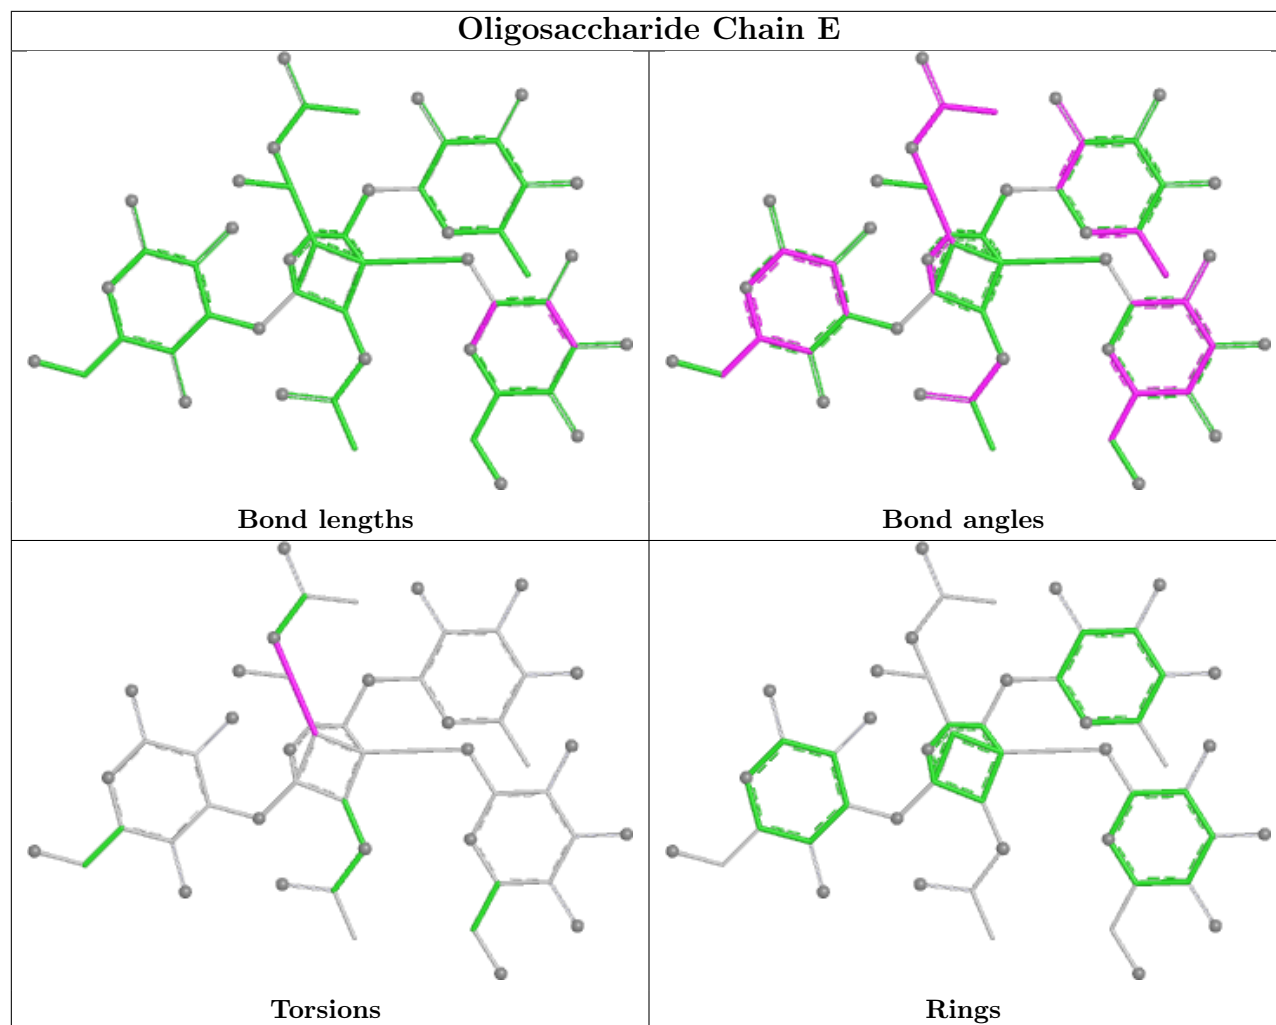 Oligosaccharide Chain E
Bond lengths
Bond angles
Torsions
Rings